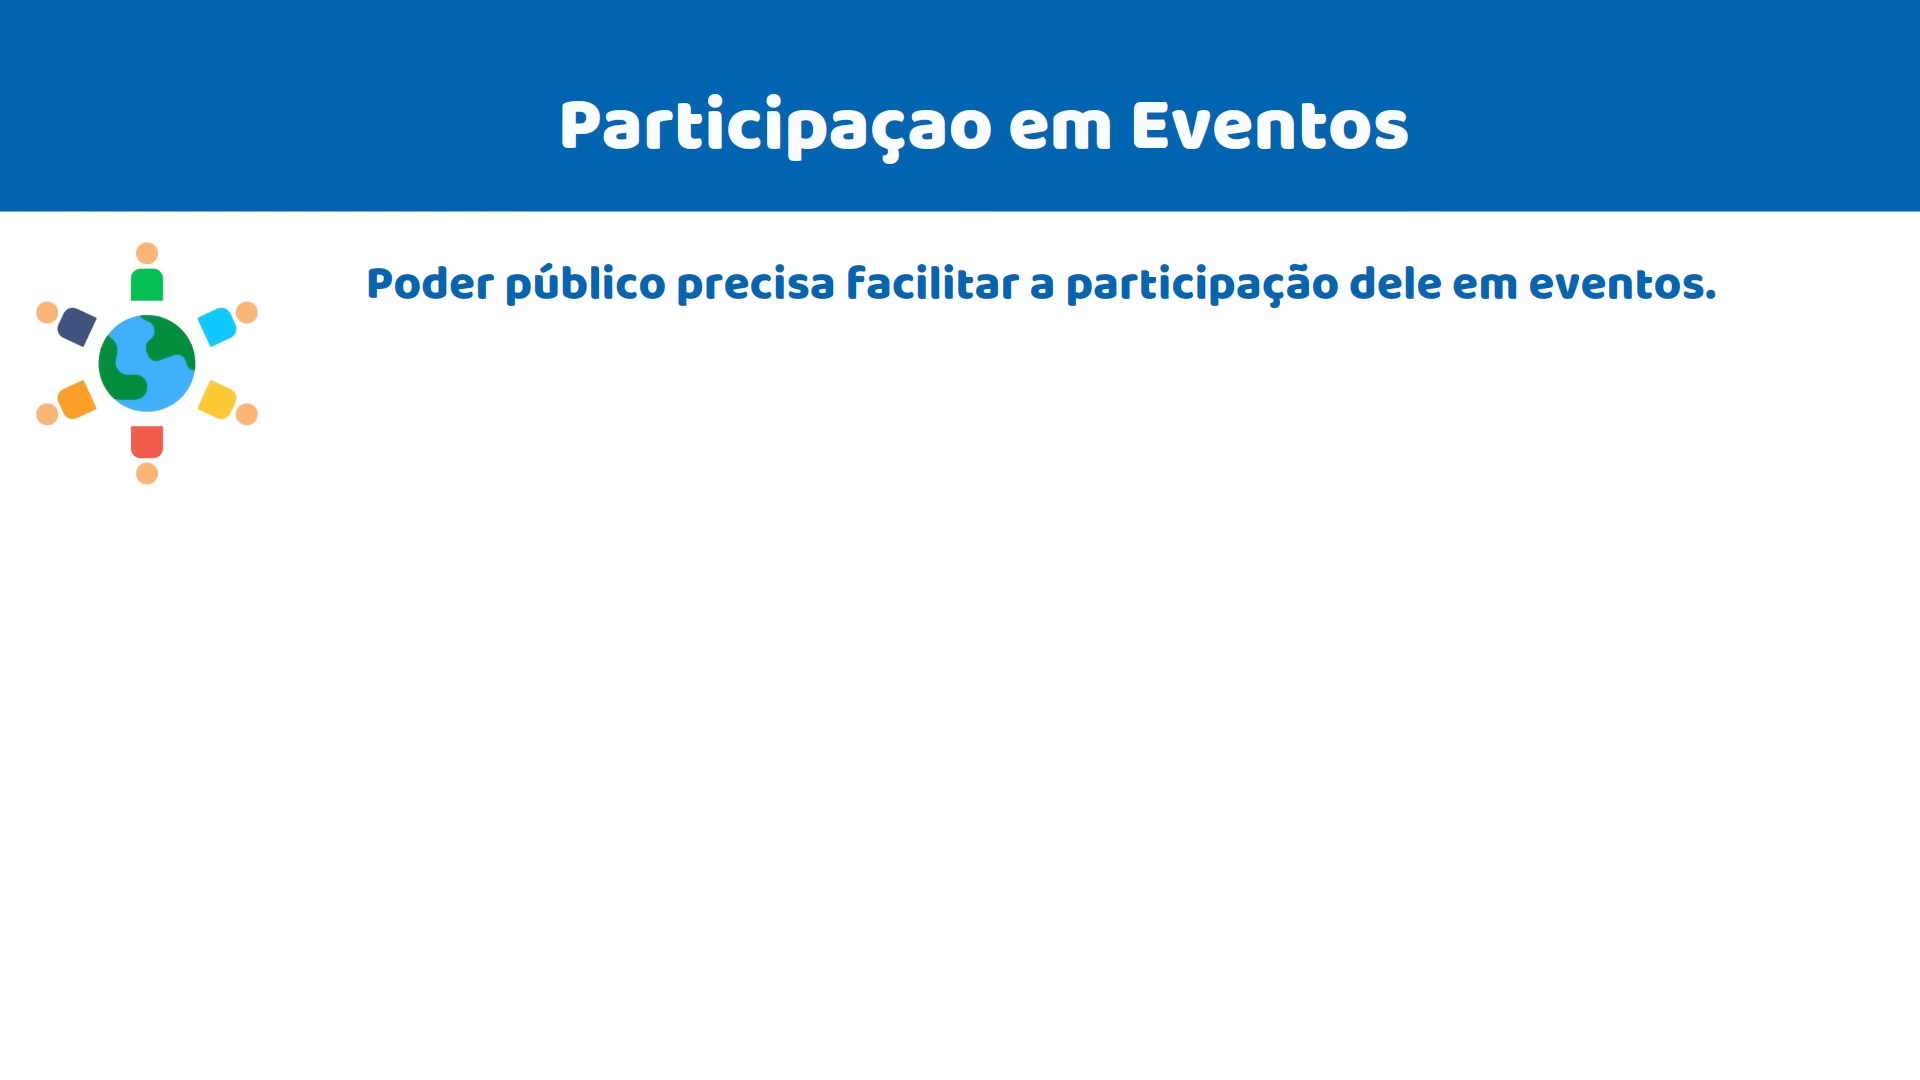 Participaçao em Eventos
Poder público precisa facilitar a participação dele em eventos.